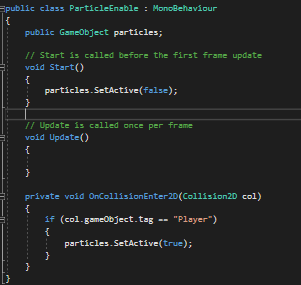 public class ParticleEnable : MonoBehaviour
{
public GameObject particles;
// Start is called before the first frame update
void Start()
{
particles.SetActive(false);
}
// Update is called once per frame
void Update()
{
}
private void OnCollisionEnter2D(Collision2D col)
{
if (col.gameObject.tag == "Player")
{
particles.SetActive(true);
}
}
}